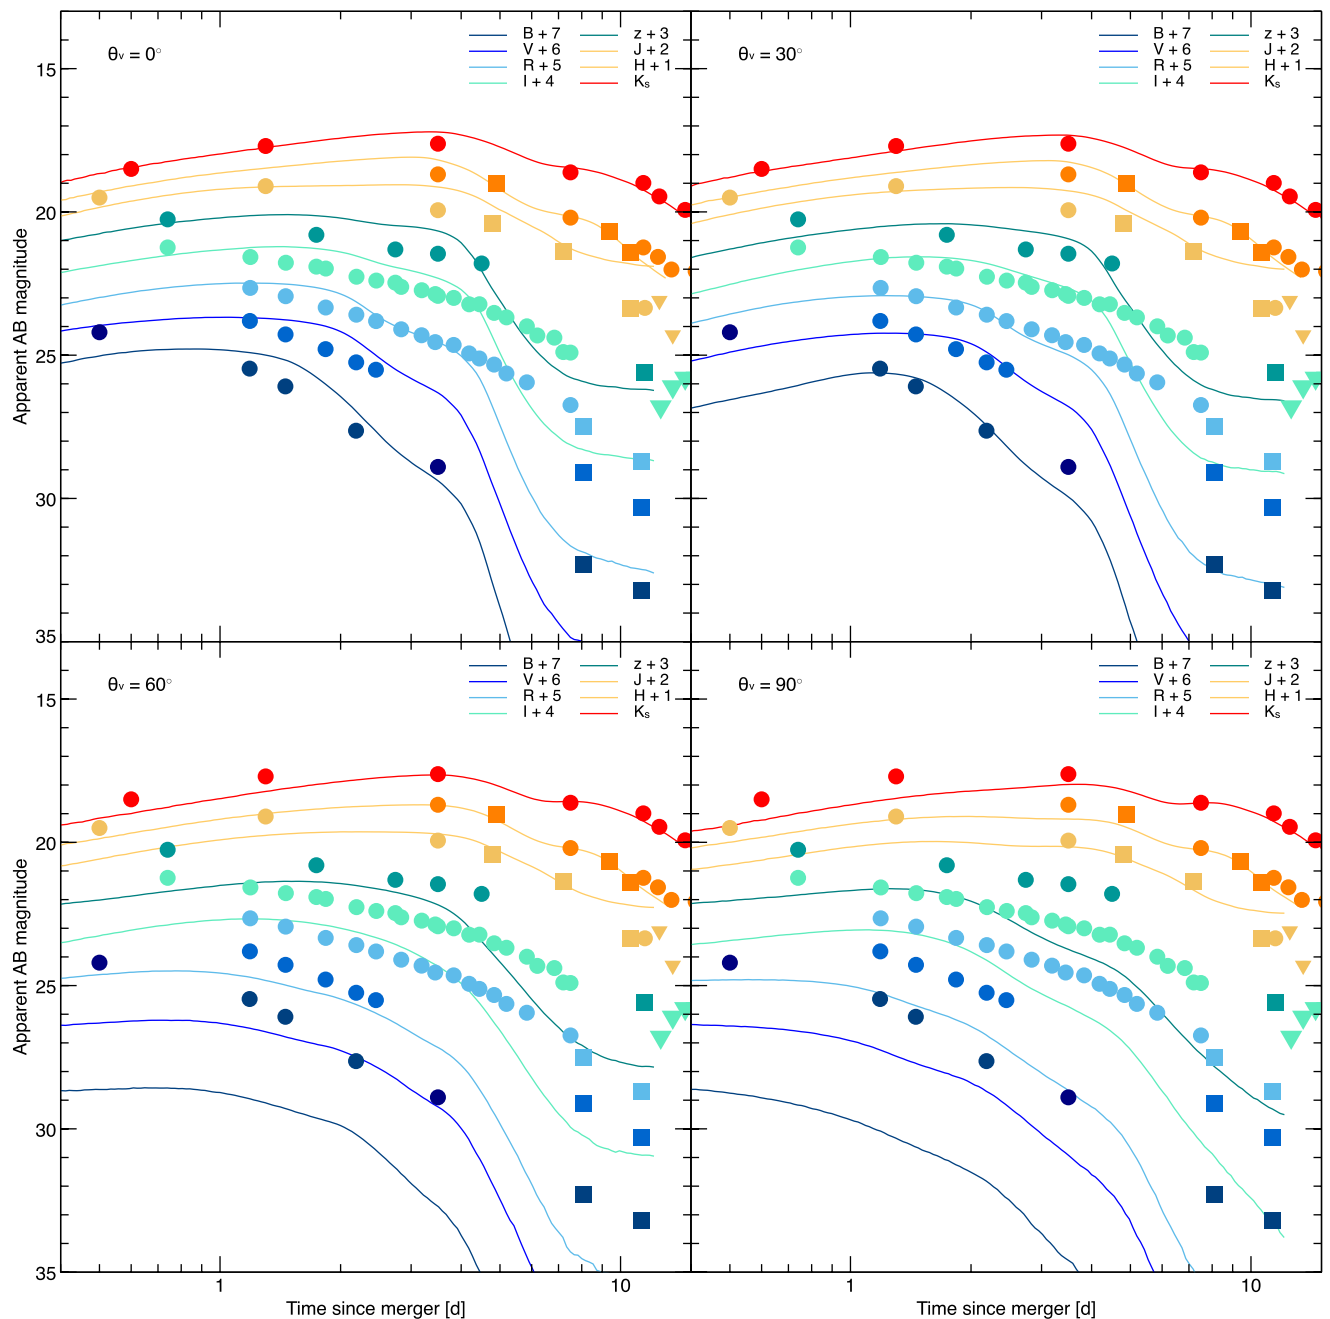 θv = 0°
B + 7 z + 3
V + 6 J + 2
R + 5 H + 1
I + 4 Ks
θv = 30°
B + 7 z + 3
V + 6 J + 2
R + 5 H + 1
I + 4 Ks
15
20
25
30
35
Apparent AB magnitude
θv = 60°
B + 7 z + 3
V + 6 J + 2
R + 5 H + 1
I + 4 Ks
θv = 90°
B + 7 z + 3
V + 6 J + 2
R + 5 H + 1
I + 4 Ks
15
20
25
30
35
Apparent AB magnitude
1 10
Time since merger [d]
1 10
Time since merger [d]